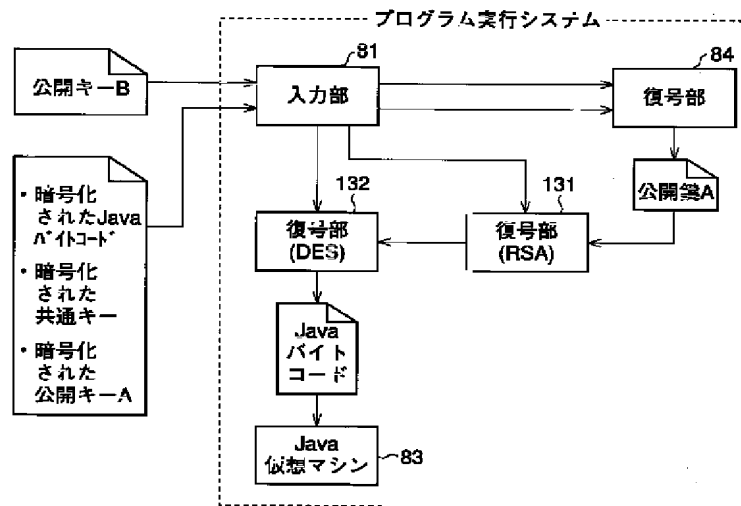 プログラム実行システム
公開キーB
81
入力部
84
復号部
公開鍵A
・暗号化
されたJava
バイトコード
・暗号化
された
共通キー
・暗号化
された
公開キーA
132
復号部
(DES)
131
復号部
(RSA)
Java
バイト
コード
Java
仮想マシン
83